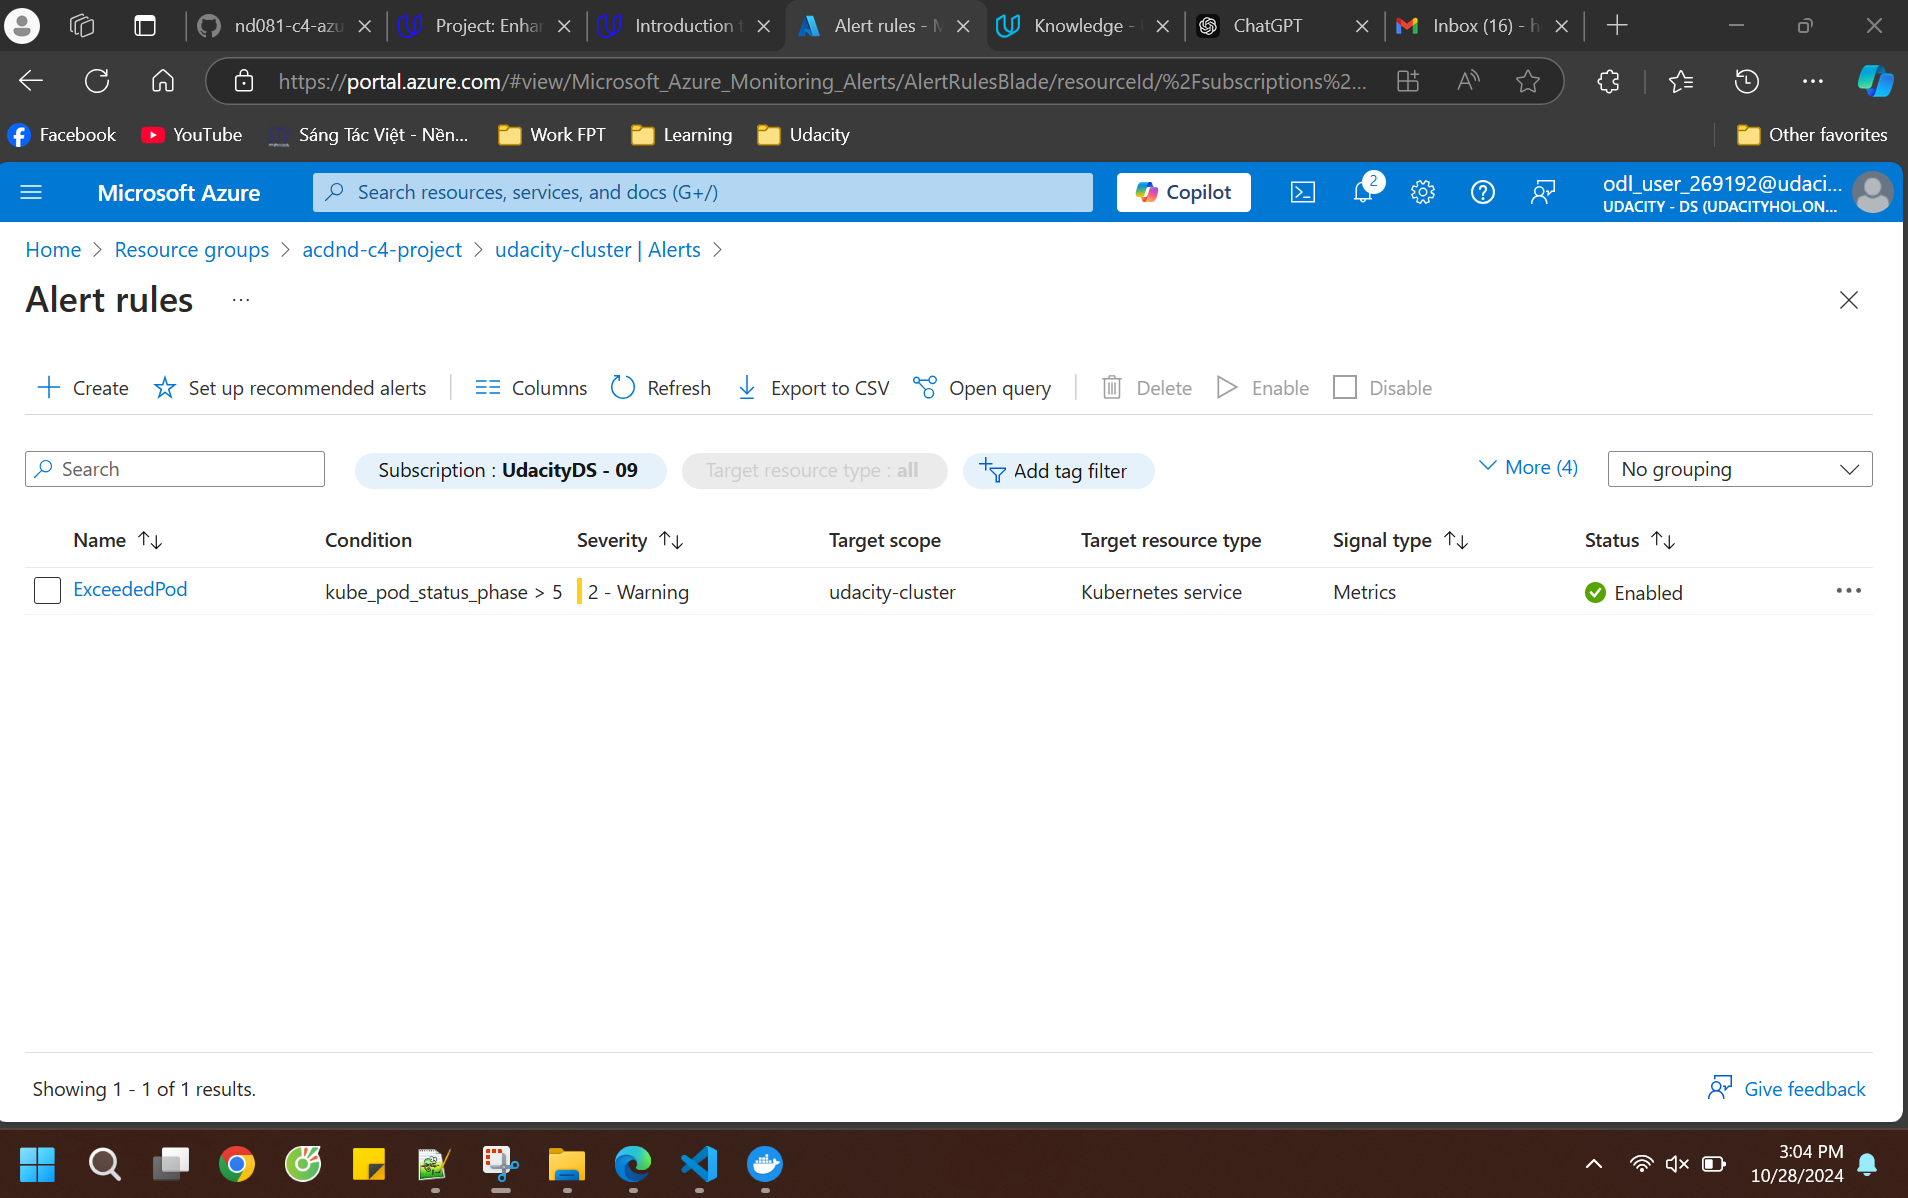 nd081-c4-azu
Project: Enhan
Introduction t
Alert rules - M
Knowledge -
ChatGPT
Inbox (16) - h
https://portal.azure.com/#view/Microsoft_Azure_Monitoring_Alerts/AlertRulesBlade/resourceId/%2Fsubscriptions%2...
Facebook
YouTube
Sáng Tác Việt - Nền...
Work FPT
Learning
Udacity
Other favorites
Microsoft Azure
Search resources, services, and docs (G+/)
Copilot
2
odl_user_269192@udaci...
UDACITY - DS (UDACITYHOL.ON...
Home > Resource groups > acdnd-c4-project > udacity-cluster | Alerts >
Alert rules ...
Create
Set up recommended alerts
Columns
Refresh
Export to CSV
Open query
Delete
Enable
Disable
Search
Subscription : UdacityDS - 09
Target resource type : all
Add tag filter
More (4)
No grouping
Name Condition Severity Target scope Target resource type Signal type Status
ExceededPod kube_pod_status_phase > 5 2 - Warning udacity-cluster Kubernetes service Metrics Enabled
Showing 1 - 1 of 1 results.
Give feedback
3:04 PM
10/28/2024